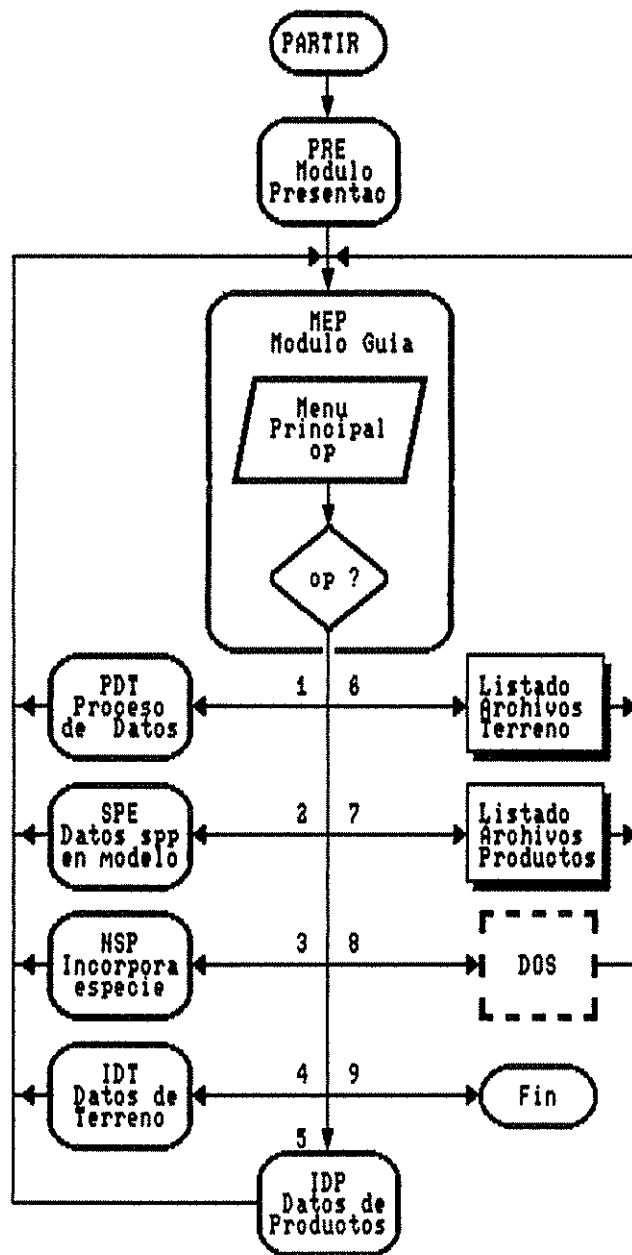 PARTIR
PRE
Modulo
Presentao
MEP
Modulo Guia
Menu
Principal
op
op ?
PDT
Proceso
de Datos
1 6
Listado
Archivos
Terreno
SPE
Datos spp
en modelo
2 7
Listado
Archivos
Productos
NSP
Incorpora
especie
3 8
DOS
IDT
Datos de
Terreno
4 9
Fin
5
IDP
Datos de
Productos